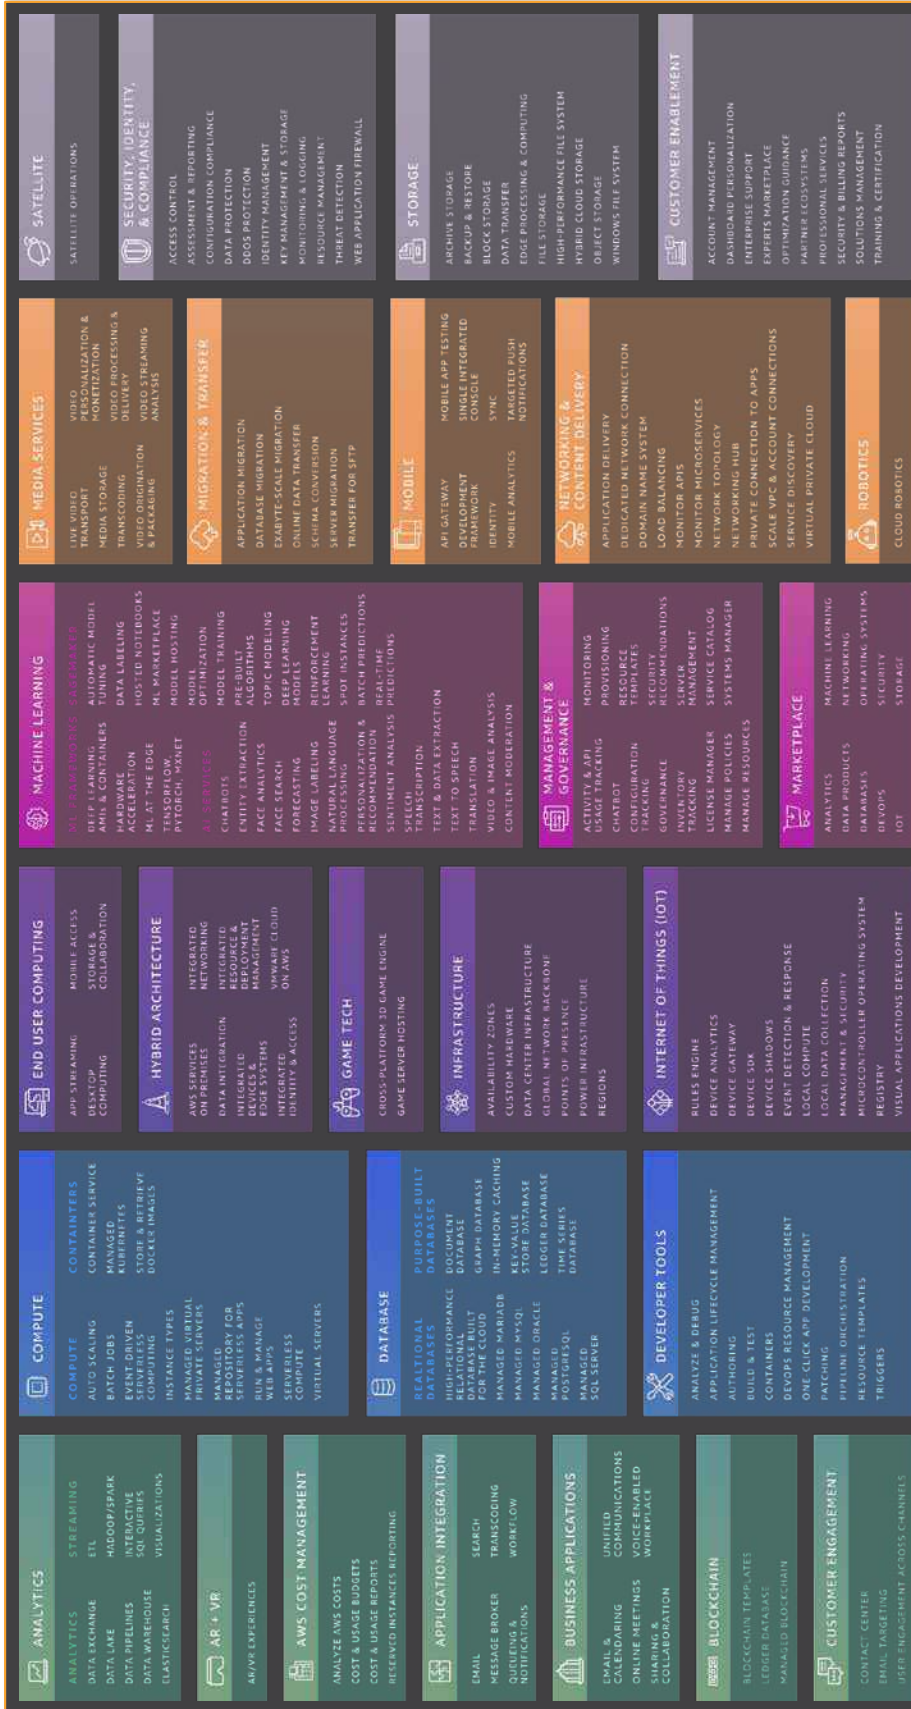 ANALYTICS
ANALYTICS
DATA EXCHANGE
DATA LAKE
DATA PIPELINES
DATA WAREHOUSE
ELASTICSEARCH
STREAMING
ETL
HADOOP/SPARK
INTERACTIVE
SQL QUERIES
VISUALIZATIONS
AR + VR
AR/VR EXPERIENCES
AWS COST MANAGEMENT
ANALYZE AWS COSTS
COST & USAGE BUDGETS
COST & USAGE REPORTS
RESERVED INSTANCES REPORTING
APPLICATION INTEGRATION
EMAIL
MESSAGE BROKER
QUEUING &
NOTIFICATIONS
SEARCH
TRANSCODING
WORKFLOW
BUSINESS APPLICATIONS
EMAIL &
CALENDARING
ONLINE MEETINGS
SHARING &
COLLABORATION
UNIFIED
COMMUNICATIONS
VOICE-ENABLED
WORKPLACE
BLOCKCHAIN
BLOCKCHAIN TEMPLATES
LEDGER DATABASE
MANAGED BLOCKCHAIN
CUSTOMER ENGAGEMENT
CONTACT CENTER
EMAIL TARGETING
USER ENGAGEMENT ACROSS CHANNELS
COMPUTE
COMPUTE
AUTO SCALING
BATCH JOBS
EVENT-DRIVEN
SERVERLESS
COMPUTING
INSTANCE TYPES
MANAGED VIRTUAL
PRIVATE SERVERS
MANAGED
REPOSITORY FOR
SERVERLESS APPS
RUN & MANAGE
WEB APPS
SERVERLESS
COMPUTE
VIRTUAL SERVERS
CONTAINTERS
CONTAINER SERVICE
MANAGED
KUBERNETES
STORE & RETRIEVE
DOCKER IMAGES
DATABASE
REALTIONAL
DATABASES
HIGH-PERFORMANCE
RELATIONAL
DATABASE BUILT
FOR THE CLOUD
MANAGED MARIADB
MANAGED MYSQL
MANAGED ORACLE
MANAGED
POSTGRESQL
MANAGED
SQL SERVER
PURPOSE-BUILT
DATABASES
DOCUMENT
DATABASE
GRAPH DATABASE
IN-MEMORY CACHING
KEY-VALUE
STORE DATABASE
LEDGER DATABASE
TIME SERIES
DATABASE
DEVELOPER TOOLS
ANALYZE & DEBUG
APPLICATION LIFECYCLE MANAGEMENT
AUTHORING
BUILD & TEST
CONTAINERS
DEVOPS RESOURCE MANAGEMENT
ONE CLICK APP DEVELOPMENT
PATCHING
PIPELINE ORCHESTRATION
RESOURCE TEMPLATES
TRIGGERS
END USER COMPUTING
APP STREAMING
DESKTOP
COMPUTING
MOBILE ACCESS
STORAGE &
COLLABORATION
HYBRID ARCHITECTURE
AWS SERVICES
ON PREMISES
DATA INTEGRATION
INTEGRATED
DEVICES &
EDGE SYSTEMS
INTEGRATED
IDENTITY & ACCESS
INTEGRATED
NETWORKING
INTEGRATED
RESOURCE &
DEPLOYMENT
MANAGEMENT
VMWARE CLOUD
ON AWS
GAME TECH
CROSS-PLATFORM 3D GAME ENGINE
GAME SERVER HOSTING
INFRASTRUCTURE
AVAILABILITY ZONES
CUSTOM HARDWARE
DATA CENTER INFRASTRUCTURE
GLOBAL NETWORK BACKBONE
POINTS OF PRESENCE
POWER INFRASTRUCTURE
REGIONS
INTERNET OF THINGS (IOT)
RULES ENGINE
DEVICE ANALYTICS
DEVICE GATEWAY
DEVICE SDK
DEVICE SHADOWS
EVENT DETECTION & RESPONSE
LOCAL COMPUTE
LOCAL DATA COLLECTION
MANAGEMENT & SECURITY
MICROCONTROLLER OPERATING SYSTEM
REGISTRY
VISUAL APPLICATIONS DEVELOPMENT
MACHINE LEARNING
ML FRAMEWORKS
DEEP LEARNING
AMIS & CONTAINERS
HARDWARE
ACCELERATION
ML AT THE EDGE
TENSORFLOW,
PYTORCH, MXNET
AI SERVICES
CHATBOTS
ENTITY EXTRACTION
FACE ANALYTICS
FACE SEARCH
FORECASTING
IMAGE LABELING
NATURAL LANGUAGE
PROCESSING
PERSONALIZATION &
RECOMMENDATION
SENTIMENT ANALYSIS
SPEECH
TRANSCRIPTION
TEXT & DATA EXTRACTION
TEXT TO SPEECH
TRANSLATION
VIDEO & IMAGE ANALYSIS
CONTENT MODERATION
SAGEMAKER
AUTOMATIC MODEL
TUNING
DATA LABELING
HOSTED NOTEBOOKS
ML MARKETPLACE
MODEL HOSTING
MODEL
OPTIMIZATION
MODEL TRAINING
PRE-BUILT
ALGORITHMS
TOPIC MODELING
DEEP LEARNING
MODELS
REINFORCEMENT
LEARNING
SPOT INSTANCES
BATCH PREDICTIONS
REAL-TIME
PREDICTIONS
MANAGEMENT &
GOVERNANCE
ACTIVITY & API
USAGE TRACKING
CHATBOT
CONFIGURATION
TRACKING
GOVERNANCE
INVENTORY
TRACKING
LICENSE MANAGER
MANAGE POLICIES
MANAGE RESOURCES
MONITORING
PROVISIONING
RESOURCE
TEMPLATES
SECURITY
RECOMMENDATIONS
SERVER
MANAGEMENT
SERVICE CATALOG
SYSTEMS MANAGER
MARKETPLACE
ANALYTICS
DATA PRODUCTS
DATABASES
DEVOPS
IOT
MACHINE LEARNING
NETWORKING
OPERATING SYSTEMS
SECURITY
STORAGE
MEDIA SERVICES
LIVE VIDEO
TRANSPORT
MEDIA STORAGE
TRANSCODING
VIDEO ORIGINATION
& PACKAGING
VIDEO
PERSONALIZATION &
MONETIZATION
VIDEO PROCESSING &
DELIVERY
VIDEO STREAMING
ANALYSIS
MIGRATION & TRANSFER
APPLICATION MIGRATION
DATABASE MIGRATION
EXABYTE-SCALE MIGRATION
ONLINE DATA TRANSFER
SCHEMA CONVERSION
SERVER MIGRATION
TRANSFER FOR SFTP
MOBILE
API GATEWAY
DEVELOPMENT
FRAMEWORK
IDENTITY
MOBILE ANALYTICS
MOBILE APP TESTING
SINGLE INTEGRATED
CONSOLE
SYNC
TARGETED PUSH
NOTIFICATIONS
NETWORKING &
CONTENT DELIVERY
APPLICATION DELIVERY
DEDICATED NETWORK CONNECTION
DOMAIN NAME SYSTEM
LOAD BALANCING
MONITOR APIS
MONITOR MICROSERVICES
NETWORK TOPOLOGY
NETWORKING HUB
PRIVATE CONNECTION TO APPS
SCALE VPC & ACCOUNT CONNECTIONS
SERVICE DISCOVERY
VIRTUAL PRIVATE CLOUD
ROBOTICS
CLOUD ROBOTICS
SATELLITE
SATELLITE OPERATIONS
SECURITY, IDENTITY,
& COMPLIANCE
ACCESS CONTROL
ASSESSMENT & REPORTING
CONFIGURATION COMPLIANCE
DATA PROTECTION
DDOS PROTECTION
IDENTITY MANAGEMENT
KEY MANAGEMENT & STORAGE
MONITORING & LOGGING
RESOURCE MANAGEMENT
THREAT DETECTION
WEB APPLICATION FIREWALL
STORAGE
ARCHIVE STORAGE
BACKUP & RESTORE
BLOCK STORAGE
DATA TRANSFER
EDGE PROCESSING & COMPUTING
FILE STORAGE
HIGH-PERFORMANCE FILE SYSTEM
HYBRID CLOUD STORAGE
OBJECT STORAGE
WINDOWS FILE SYSTEM
CUSTOMER ENABLEMENT
ACCOUNT MANAGEMENT
DASHBOARD PERSONALIZATION
ENTERPRISE SUPPORT
EXPERTS MARKETPLACE
OPTIMIZATION GUIDANCE
PARTNER ECOSYSTEMS
PROFESSIONAL SERVICES
SECURITY & BILLING REPORTS
SOLUTIONS MANAGEMENT
TRAINING & CERTIFICATION